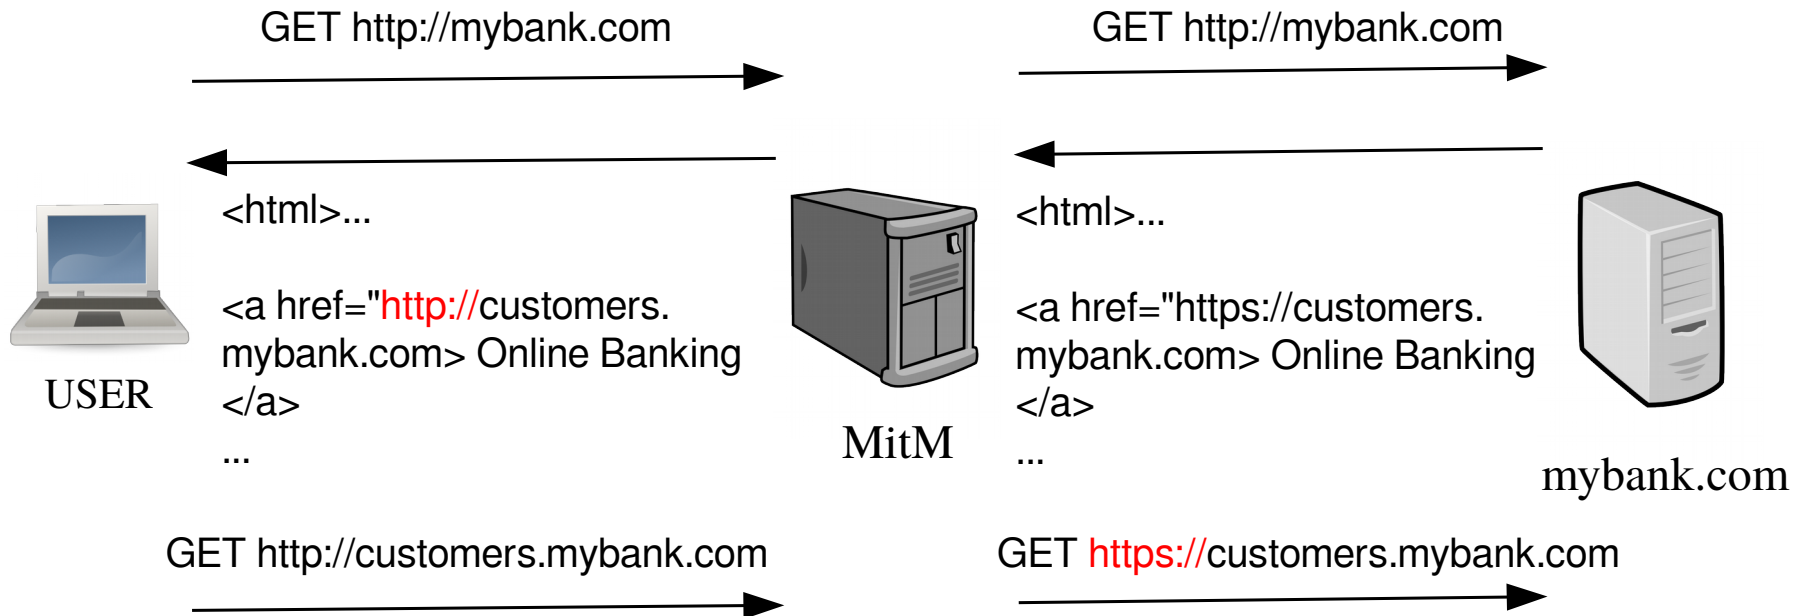 GET http://mybank.com
GET http://mybank.com
<html>...
<a href="http://customers.
mybank.com> Online Banking
</a>
...
<html>...
<a href="https://customers.
mybank.com> Online Banking
</a>
...
USER
MitM
mybank.com
GET http://customers.mybank.com
GET https://customers.mybank.com